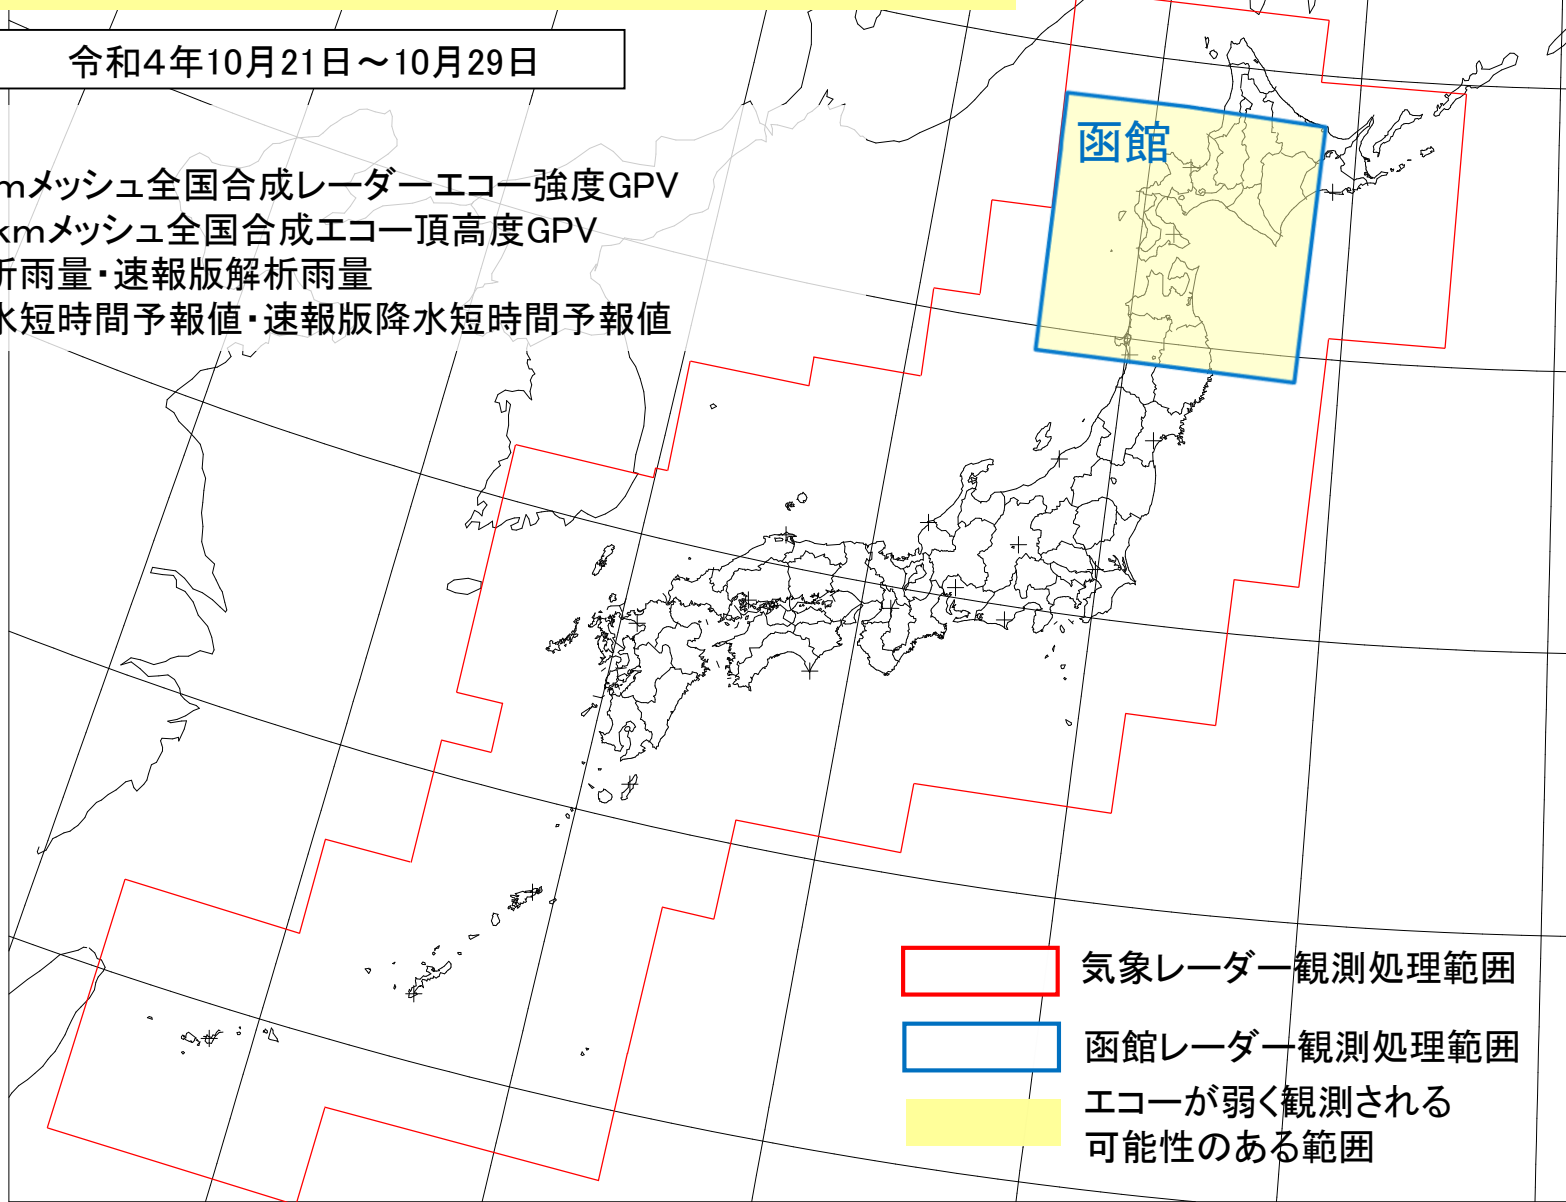 令和4年10月21日～10月29日
函館
mメッシュ全国合成レーダーエコー強度GPV
kmメッシュ全国合成エコー頂高度GPV
析雨量・速報版解析雨量
水短時間予報値・速報版降水短時間予報値
気象レーダー観測処理範囲
函館レーダー観測処理範囲
エコーが弱く観測される
可能性のある範囲